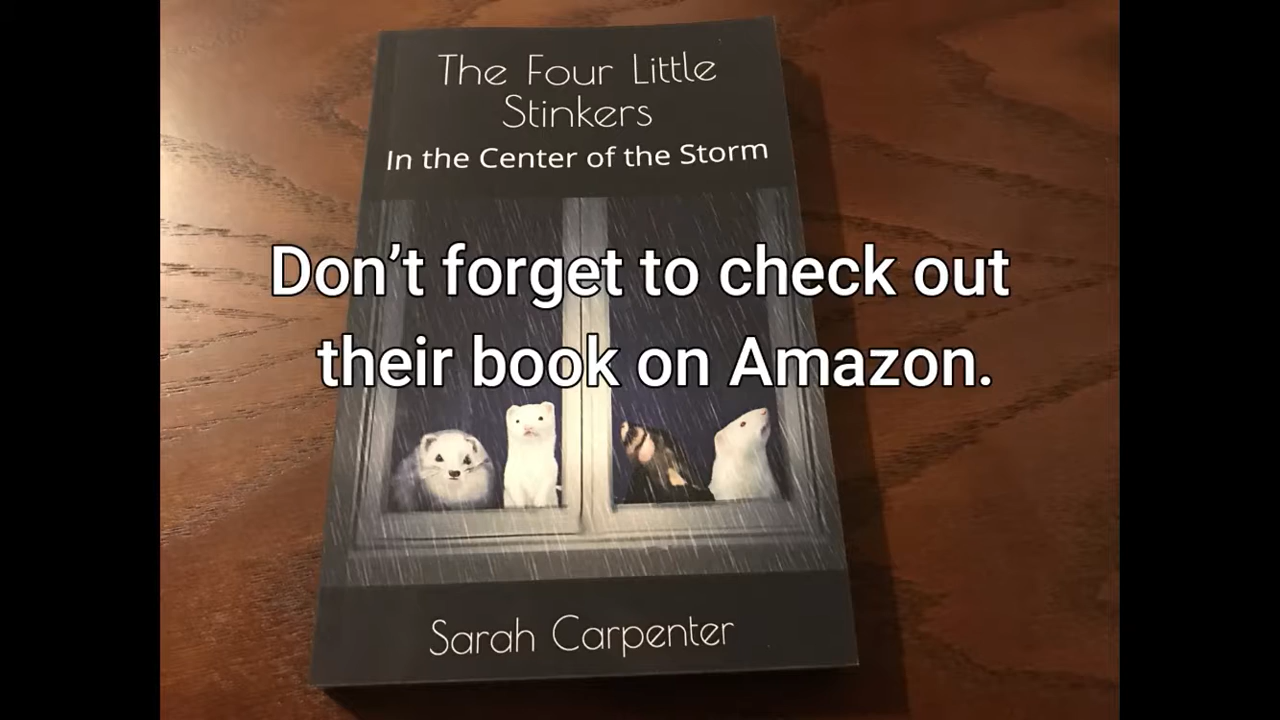 The Four Little
Stinkers
In the Center of the Storm
Don’t forget to check out
their book on Amazon.
Sarah Carpenter